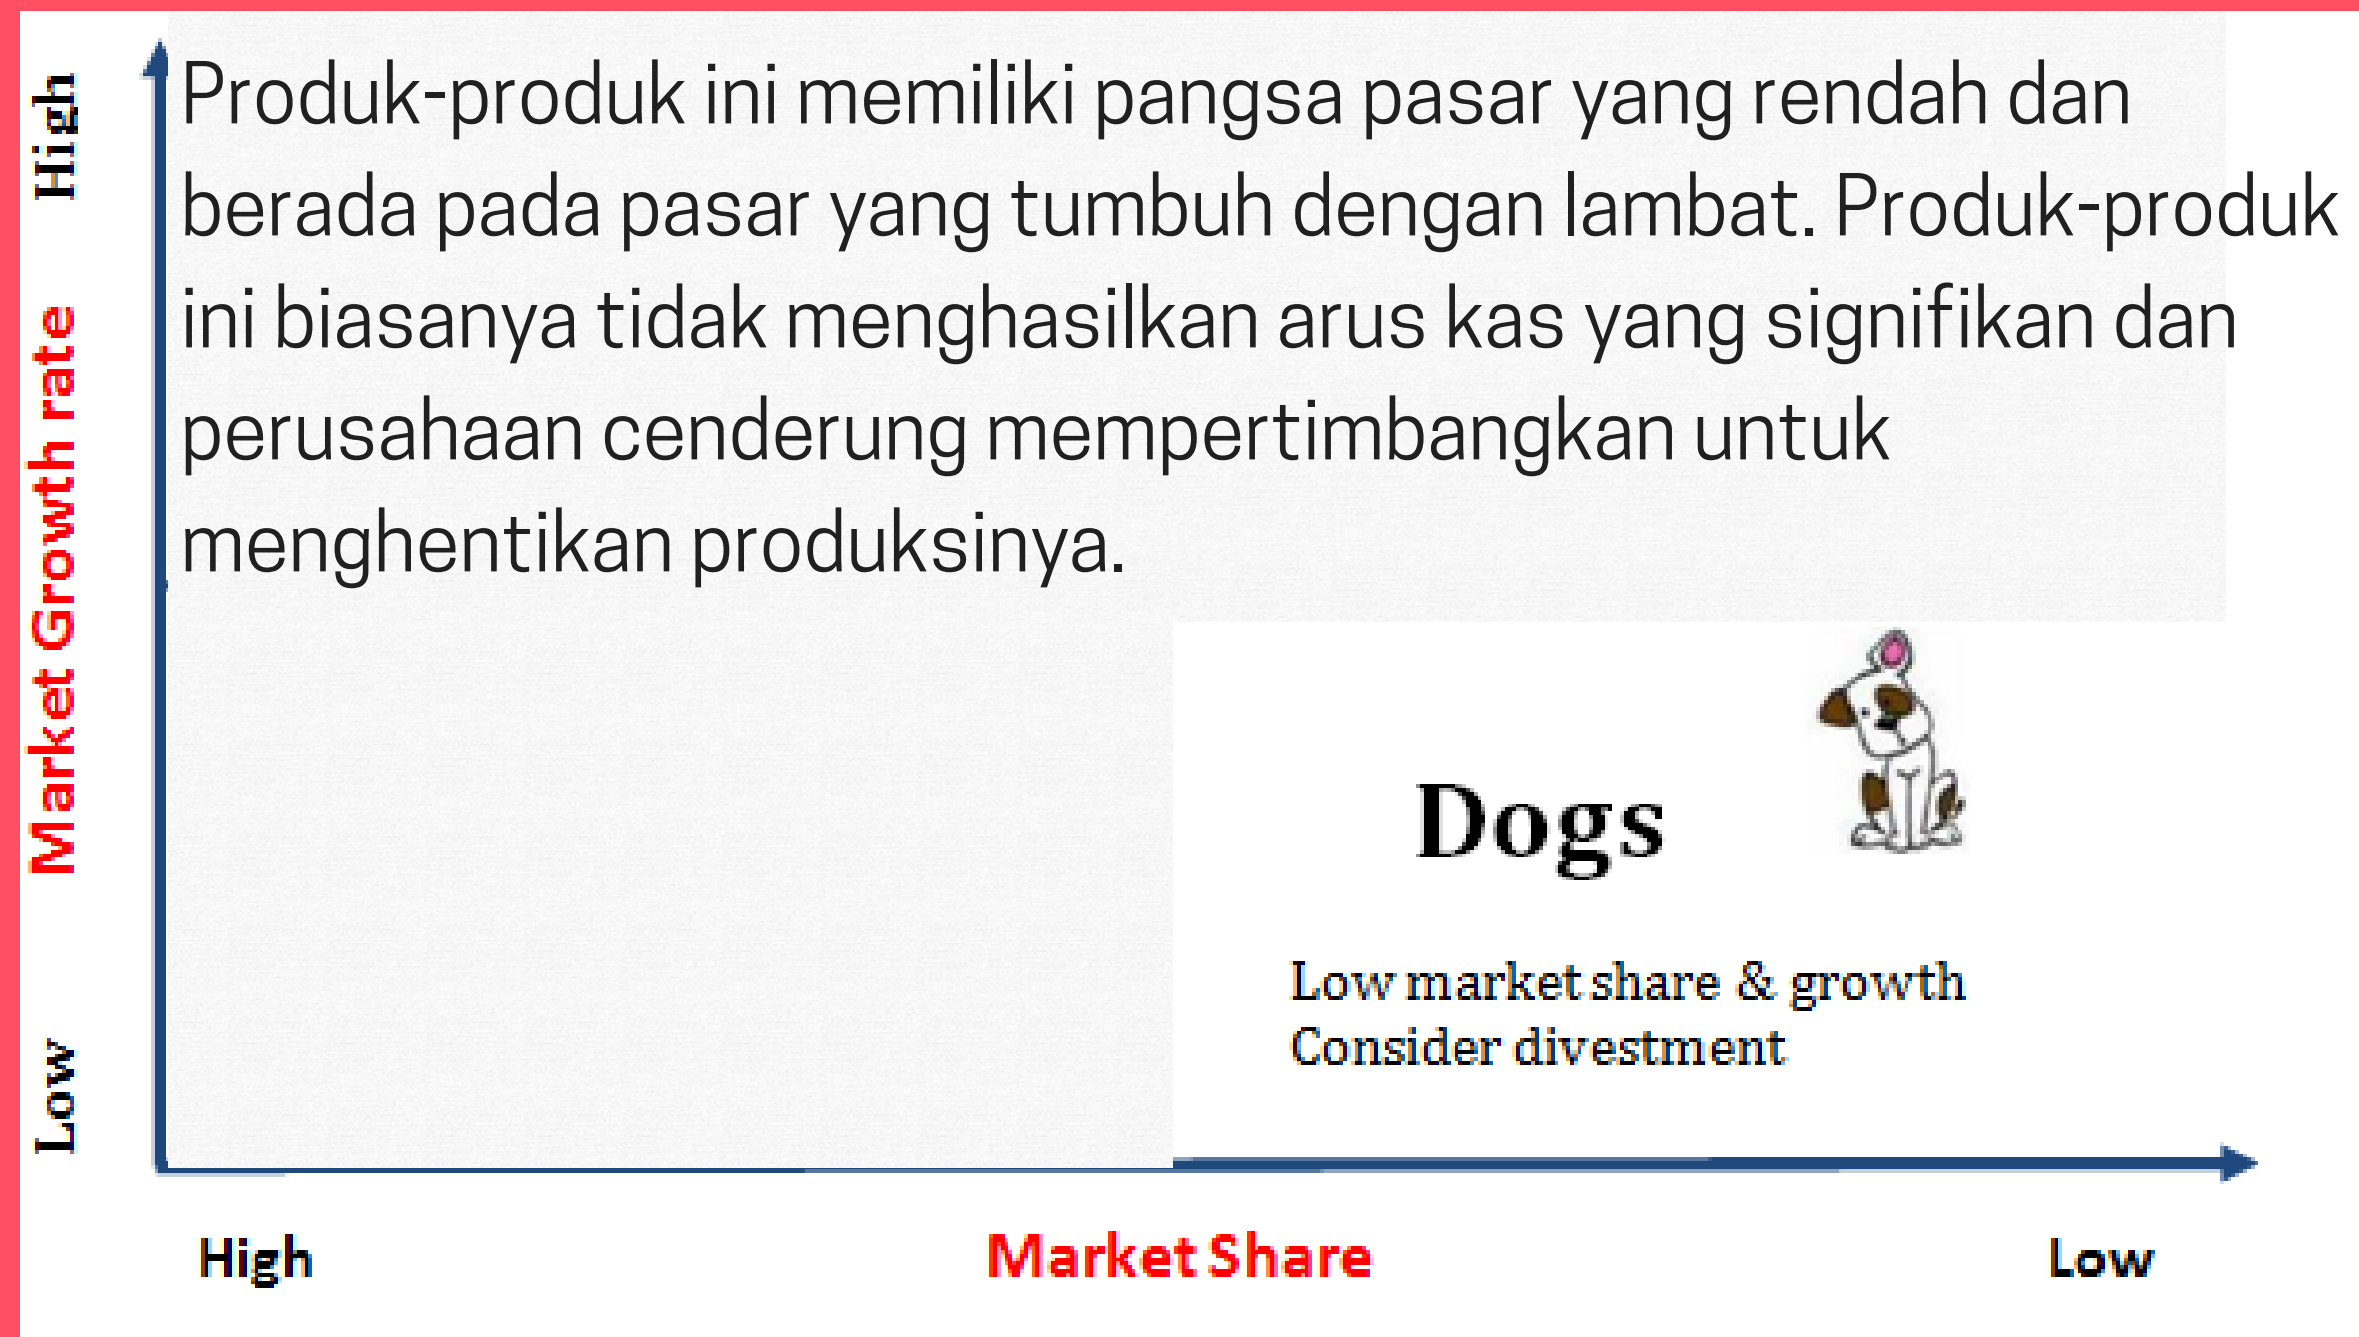 High
Produk-produk ini memiliki pangsa pasar yang rendah dan
berada pada pasar yang tumbuh dengan lambat. Produk-produk
ini biasanya tidak menghasilkan arus kas yang signifikan dan
perusahaan cenderung mempertimbangkan untuk
menghentikan produksinya.
Market Growth rate
Dogs
Low market share & growth
Consider divestment
Low
High
Market Share
Low